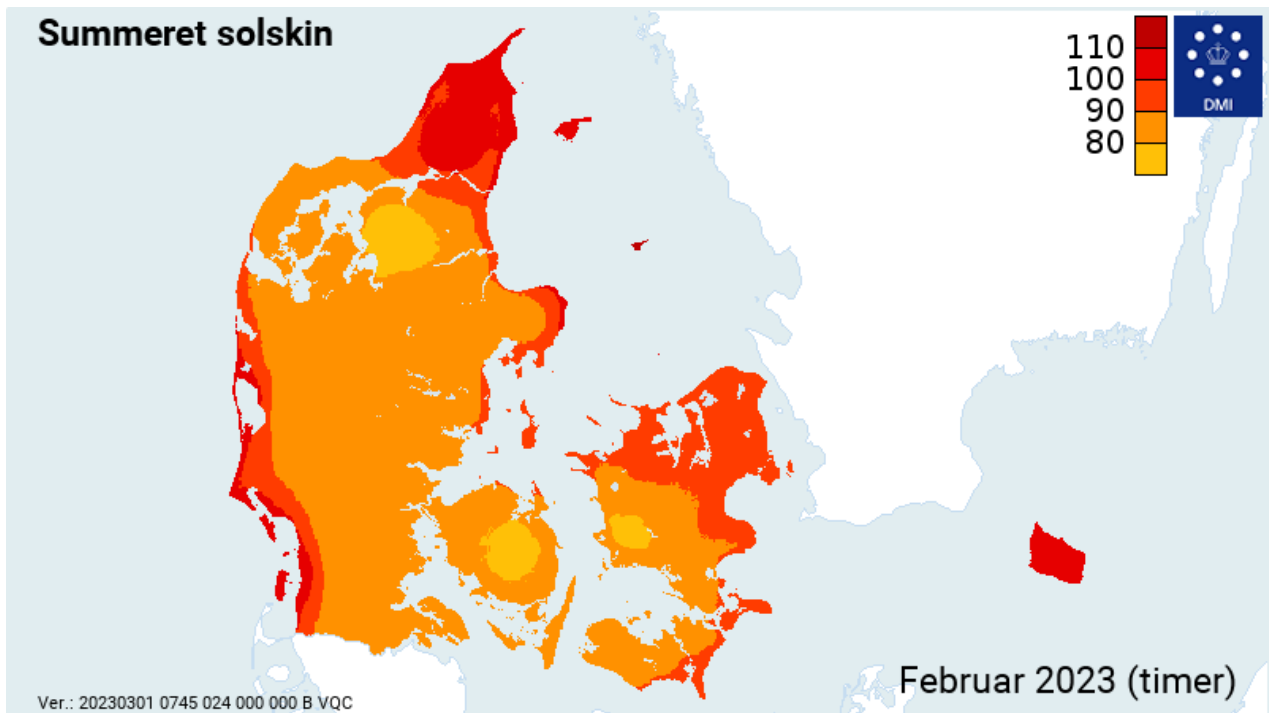 Summeret solskin
110
100
90
80
DMI
Februar 2023 (timer)
Ver.: 20230301 0745 024 000 000 B VQC